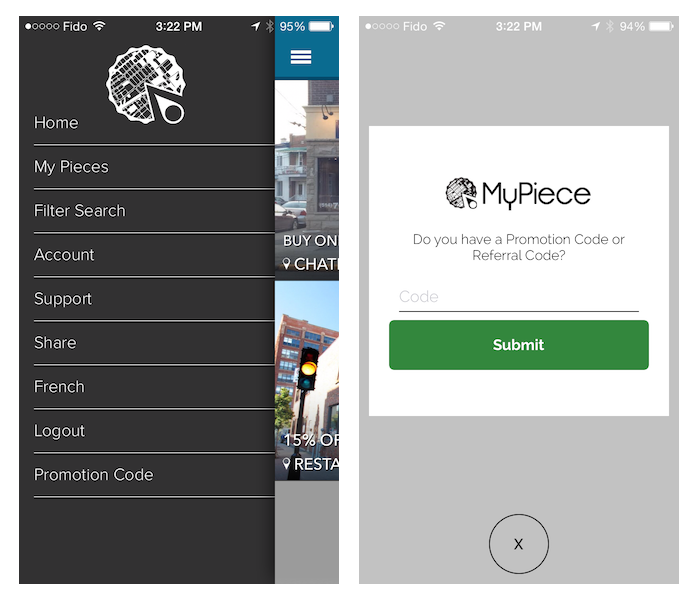 Fido 3:22 PM 95%
Home
My Pieces
Filter Search
Account
Support
Share
French
Logout
Promotion Code
BUY ON
CHAT
15% OF
RESTA
Fido 3:22 PM 94%
MyPiece
Do you have a Promotion Code or
Referral Code?
Code
Submit
X